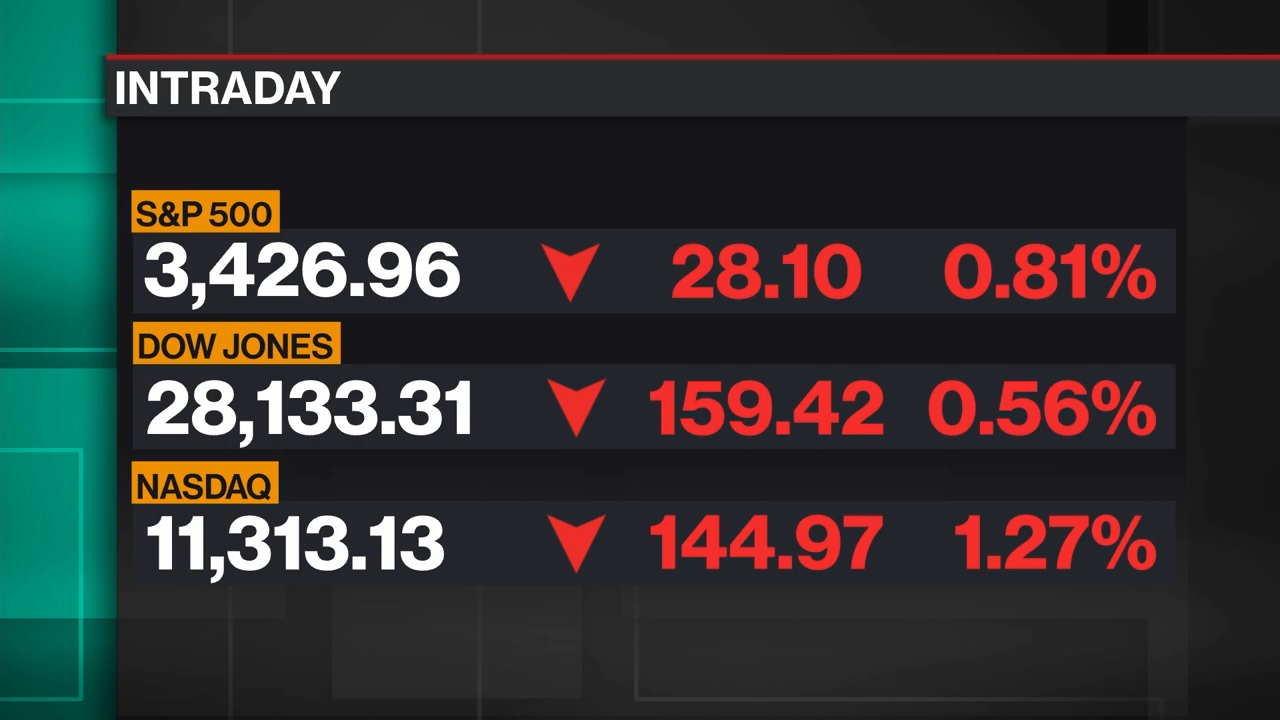 INTRADAY
S&P 500
3,426.96 28.10 0.81%
DOW JONES
28,133.31 159.42 0.56%
NASDAQ
11,313.13 144.97 1.27%